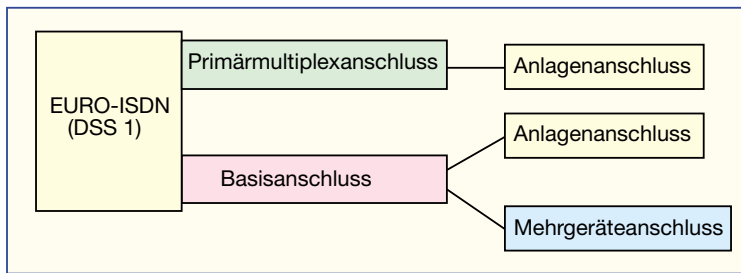 EURO-ISDN
(DSS 1)
Primärmultiplexanschluss
Anlagenanschluss
Anlagenanschluss
Basisanschluss
Mehrgeräteanschluss